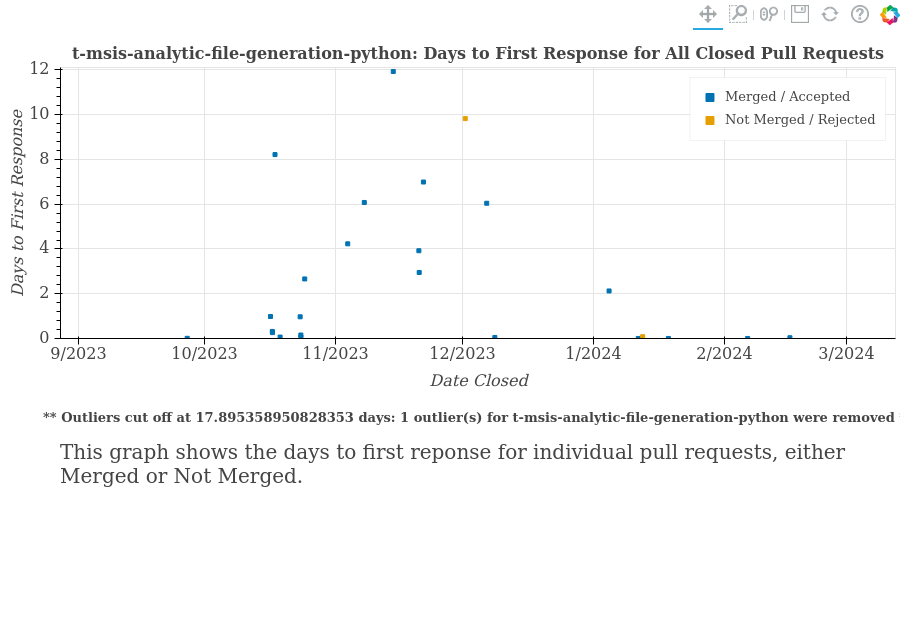 t-msis-analytic-file-generation-python: Days to First Response for All Closed Pull Requests
12
10
8
6
4
2
0
Days to First Response
Merged / Accepted
Not Merged / Rejected
9/2023 10/2023 11/2023 12/2023 1/2024 2/2024 3/2024
Date Closed
** Outliers cut off at 17.895358950828353 days: 1 outlier(s) for t-msis-analytic-file-generation-python were removed
This graph shows the days to first reponse for individual pull requests, either
Merged or Not Merged.